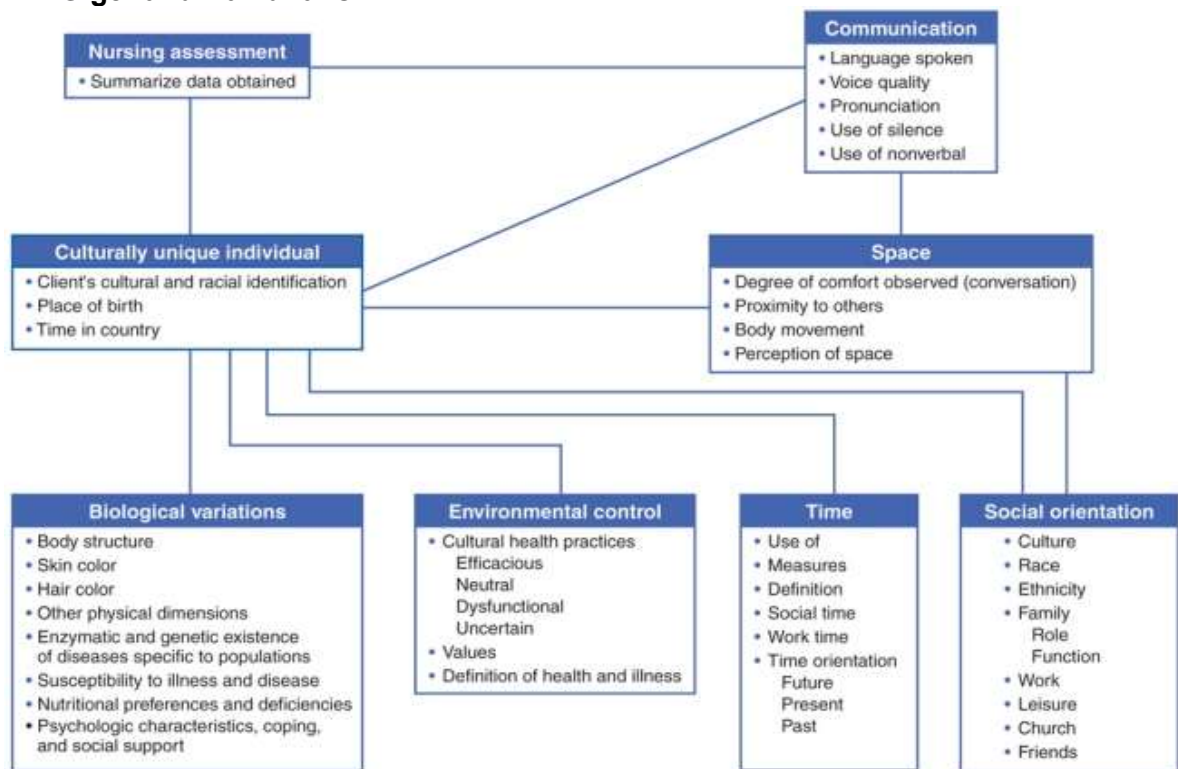 Nursing assessment
• Summarize data obtained
Communication
• Language spoken
• Voice quality
• Pronunciation
• Use of silence
• Use of nonverbal
Culturally unique individual
• Client's cultural and racial identification
• Place of birth
• Time in country
Space
• Degree of comfort observed (conversation)
• Proximity to others
• Body movement
• Perception of space
Biological variations
• Body structure
• Skin color
• Hair color
• Other physical dimensions
• Enzymatic and genetic existence
of diseases specific to populations
• Susceptibility to illness and disease
• Nutritional preferences and deficiencies
• Psychologic characteristics, coping,
and social support
Environmental control
• Cultural health practices
Efficacious
Neutral
Dysfunctional
Uncertain
• Values
• Definition of health and illness
Time
• Use of
• Measures
• Definition
• Social time
• Work time
• Time orientation
Future
Present
Past
Social orientation
• Culture
• Race
• Ethnicity
• Family
Role
Function
• Work
• Leisure
• Church
• Friends